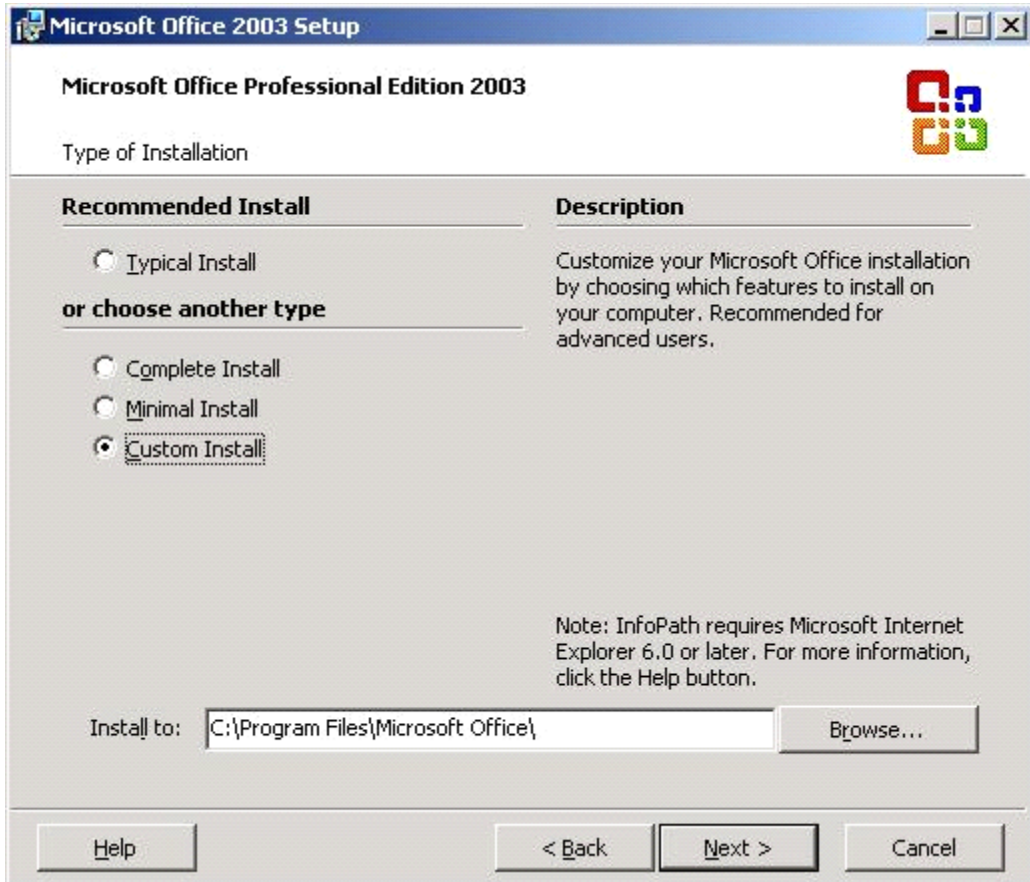 Microsoft Office 2003 Setup
Microsoft Office Professional Edition 2003
Type of Installation
Recommended Install
Typical Install
or choose another type
Complete Install
Minimal Install
Custom Install
Description
Customize your Microsoft Office installation
by choosing which features to install on
your computer. Recommended for
advanced users.
Note: InfoPath requires Microsoft Internet
Explorer 6.0 or later. For more information,
click the Help button.
Install to: C:\Program Files\Microsoft Office\ Browse...
Help < Back Next > Cancel